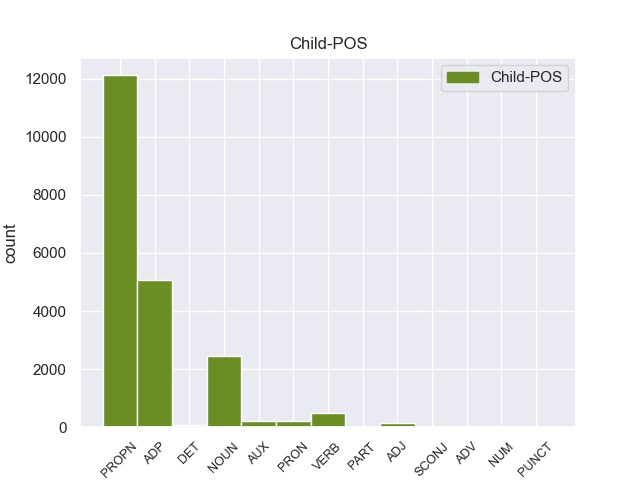 Child-POS
Child-POS
12000
10000
8000
6000
4000
2000
0
count
PROPN ADP DET NOUN AUX PRON VERB PART ADJ SCONJ ADV NUM PUNCT